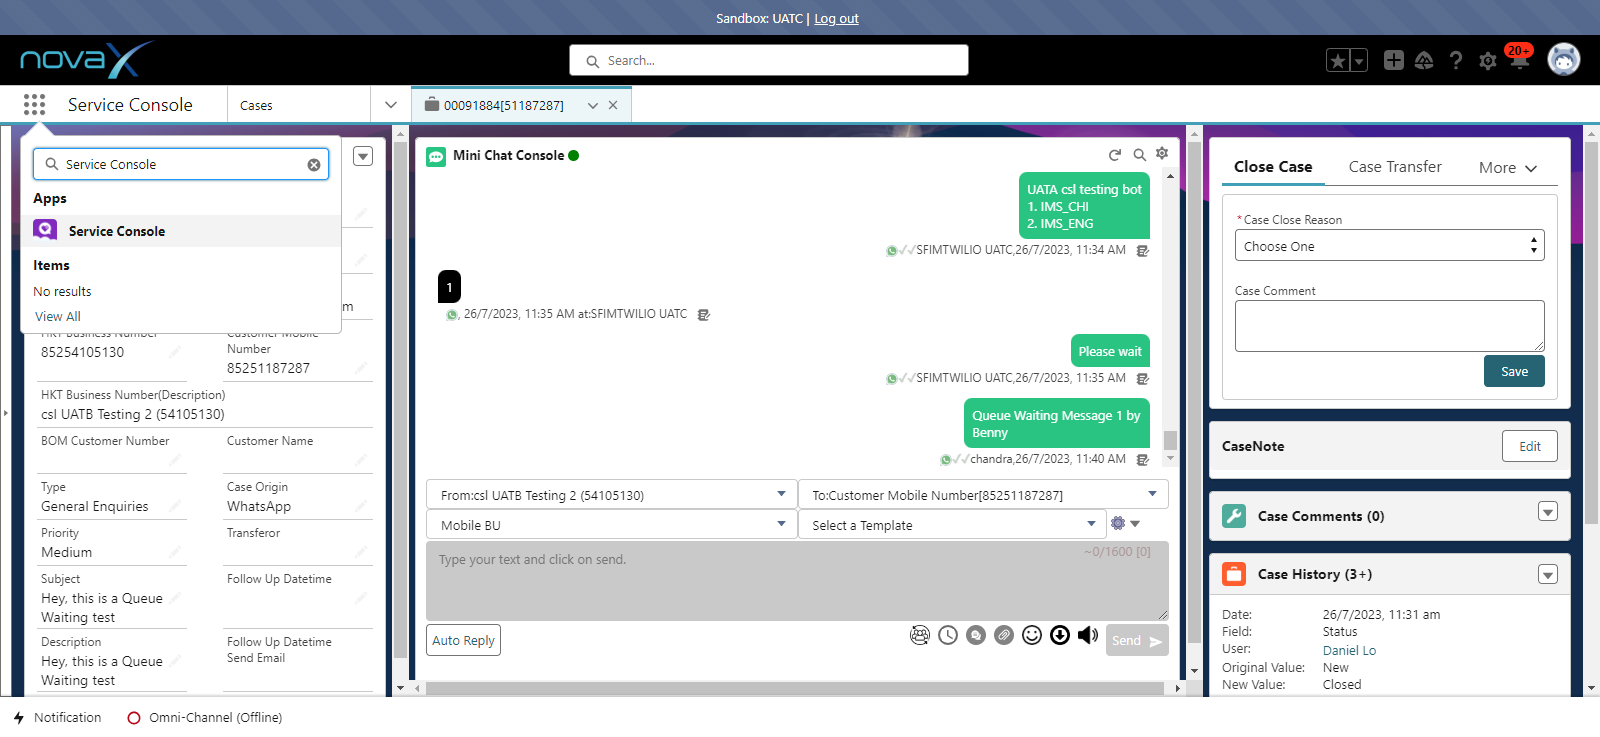 Sandbox: UATC | Log out
novaX
Search...
20+
Service Console
Cases
00091884[51187287]
Service Console
Apps
Service Console
Items
No results
View All
m
HKT Business Number
85254105130
Customer Mobile
Number
85251187287
HKT Business Number(Description)
csl UATB Testing 2 (54105130)
BOM Customer Number
Customer Name
Type
General Enquiries
Case Origin
WhatsApp
Priority
Medium
Transferor
Subject
Hey, this is a Queue
Waiting test
Follow Up Datetime
Description
Hey, this is a Queue
Waiting test
Follow Up Datetime
Send Email
Mini Chat Console
UATA csl testing bot
1. IMS_CHI
2. IMS_ENG
SFIMTWILIO UATC,26/7/2023, 11:34 AM
1
, 26/7/2023, 11:35 AM at:SFIMTWILIO UATC
Please wait
SFIMTWILIO UATC,26/7/2023, 11:35 AM
Queue Waiting Message 1 by
Benny
chandra,26/7/2023, 11:40 AM
From:csl UATB Testing 2 (54105130)
To:Customer Mobile Number[85251187287]
Mobile BU
Select a Template
Type your text and click on send.
~0/1600 [0]
Auto Reply
Send
Close Case
Case Transfer
More
*Case Close Reason
Choose One
Case Comment
Save
CaseNote
Edit
Case Comments (0)
Case History (3+)
Date: 26/7/2023, 11:31 am
Field: Status
User: Daniel Lo
Original Value: New
New Value: Closed
Notification
Omni-Channel (Offline)